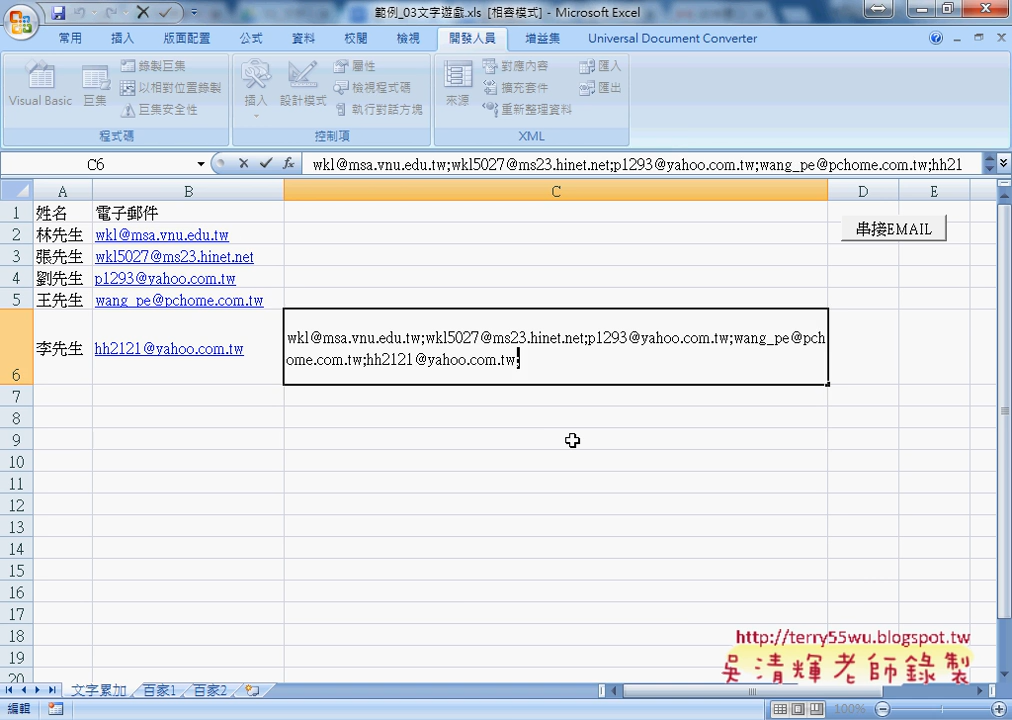 範例_03文字遊戲.xls [相容模式] - Microsoft Excel
常用 插入 版面配置 公式 資料 校閱 檢視 開發人員 增益集 Universal Document Converter
Visual Basic 巨集 錄製巨集 以相對位置錄製 巨集安全性 程式碼
插入 設計模式 屬性 檢視程式碼 執行對話方塊 控制項
來源 對應內容 擴充套件 重新整理資料 匯入 匯出 XML
C6 fx wkl@msa.vnu.edu.tw;wkl5027@ms23.hinet.net;p1293@yahoo.com.tw;wang_pe@pchome.com.tw;hh21
A B C D E
1 姓名 電子郵件
2 林先生 wkl@msa.vnu.edu.tw 串接EMAIL
3 張先生 wkl5027@ms23.hinet.net
4 劉先生 p1293@yahoo.com.tw
5 王先生 wang_pe@pchome.com.tw
6 李先生 hh2121@yahoo.com.tw wkl@msa.vnu.edu.tw;wkl5027@ms23.hinet.net;p1293@yahoo.com.tw;wang_pe@pch
ome.com.tw;hh2121@yahoo.com.tw;
7
8
9
10
11
12
13
14
15
16
17
18
19
20
http://terry55wu.blogspot.tw
吳清輝老師錄製
文字累加 百家1 百家2
編輯 100%